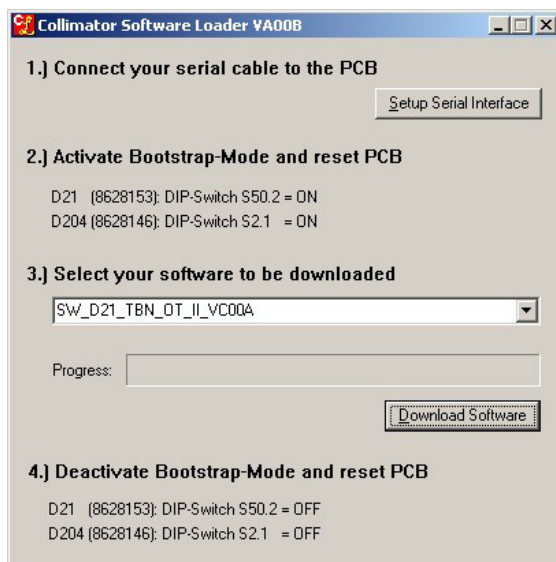 Collimator Software Loader VA00B
1.) Connect your serial cable to the PCB
Setup Serial Interface
2.) Activate Bootstrap-Mode and reset PCB
D21 (8628153): DIP-Switch S50.2 = ON
D204 (8628146): DIP-Switch S2.1 = ON
3.) Select your software to be downloaded
SW_D21_TBN_OT_II_VC00A
Progress:
Download Software
4.) Deactivate Bootstrap-Mode and reset PCB
D21 (8628153): DIP-Switch S50.2 = OFF
D204 (8628146): DIP-Switch S2.1 = OFF